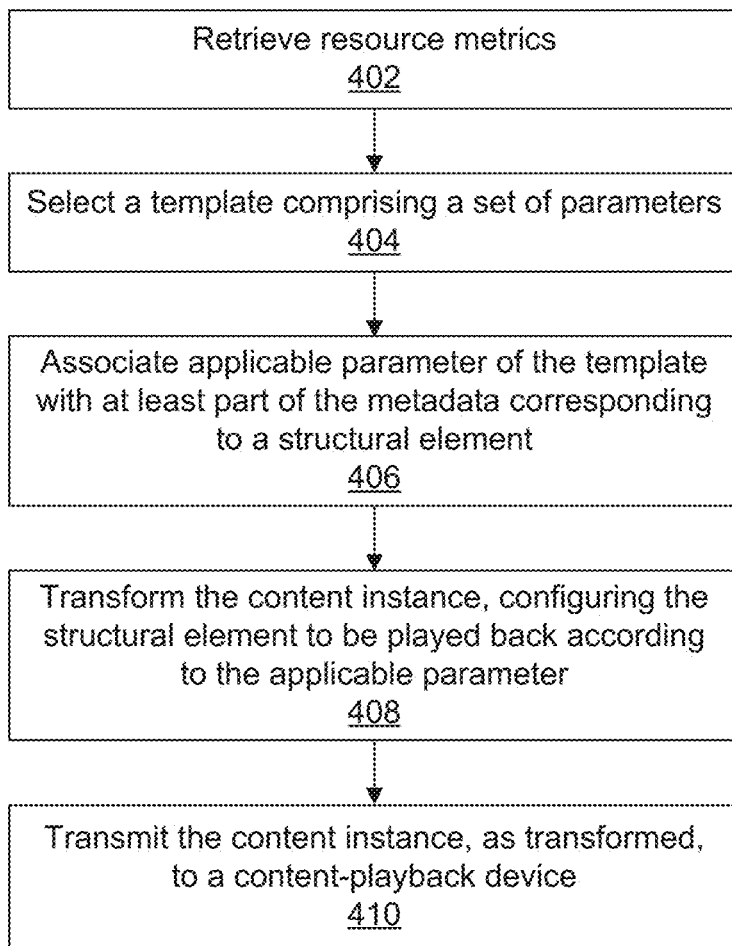 Retrieve resource metrics
402
Select a template comprising a set of parameters
404
Associate applicable parameter of the template
with at least part of the metadata corresponding
to a structural element
406
Transform the content instance, configuring the
structural element to be played back according
to the applicable parameter
408
Transmit the content instance, as transformed,
to a content-playback device
410